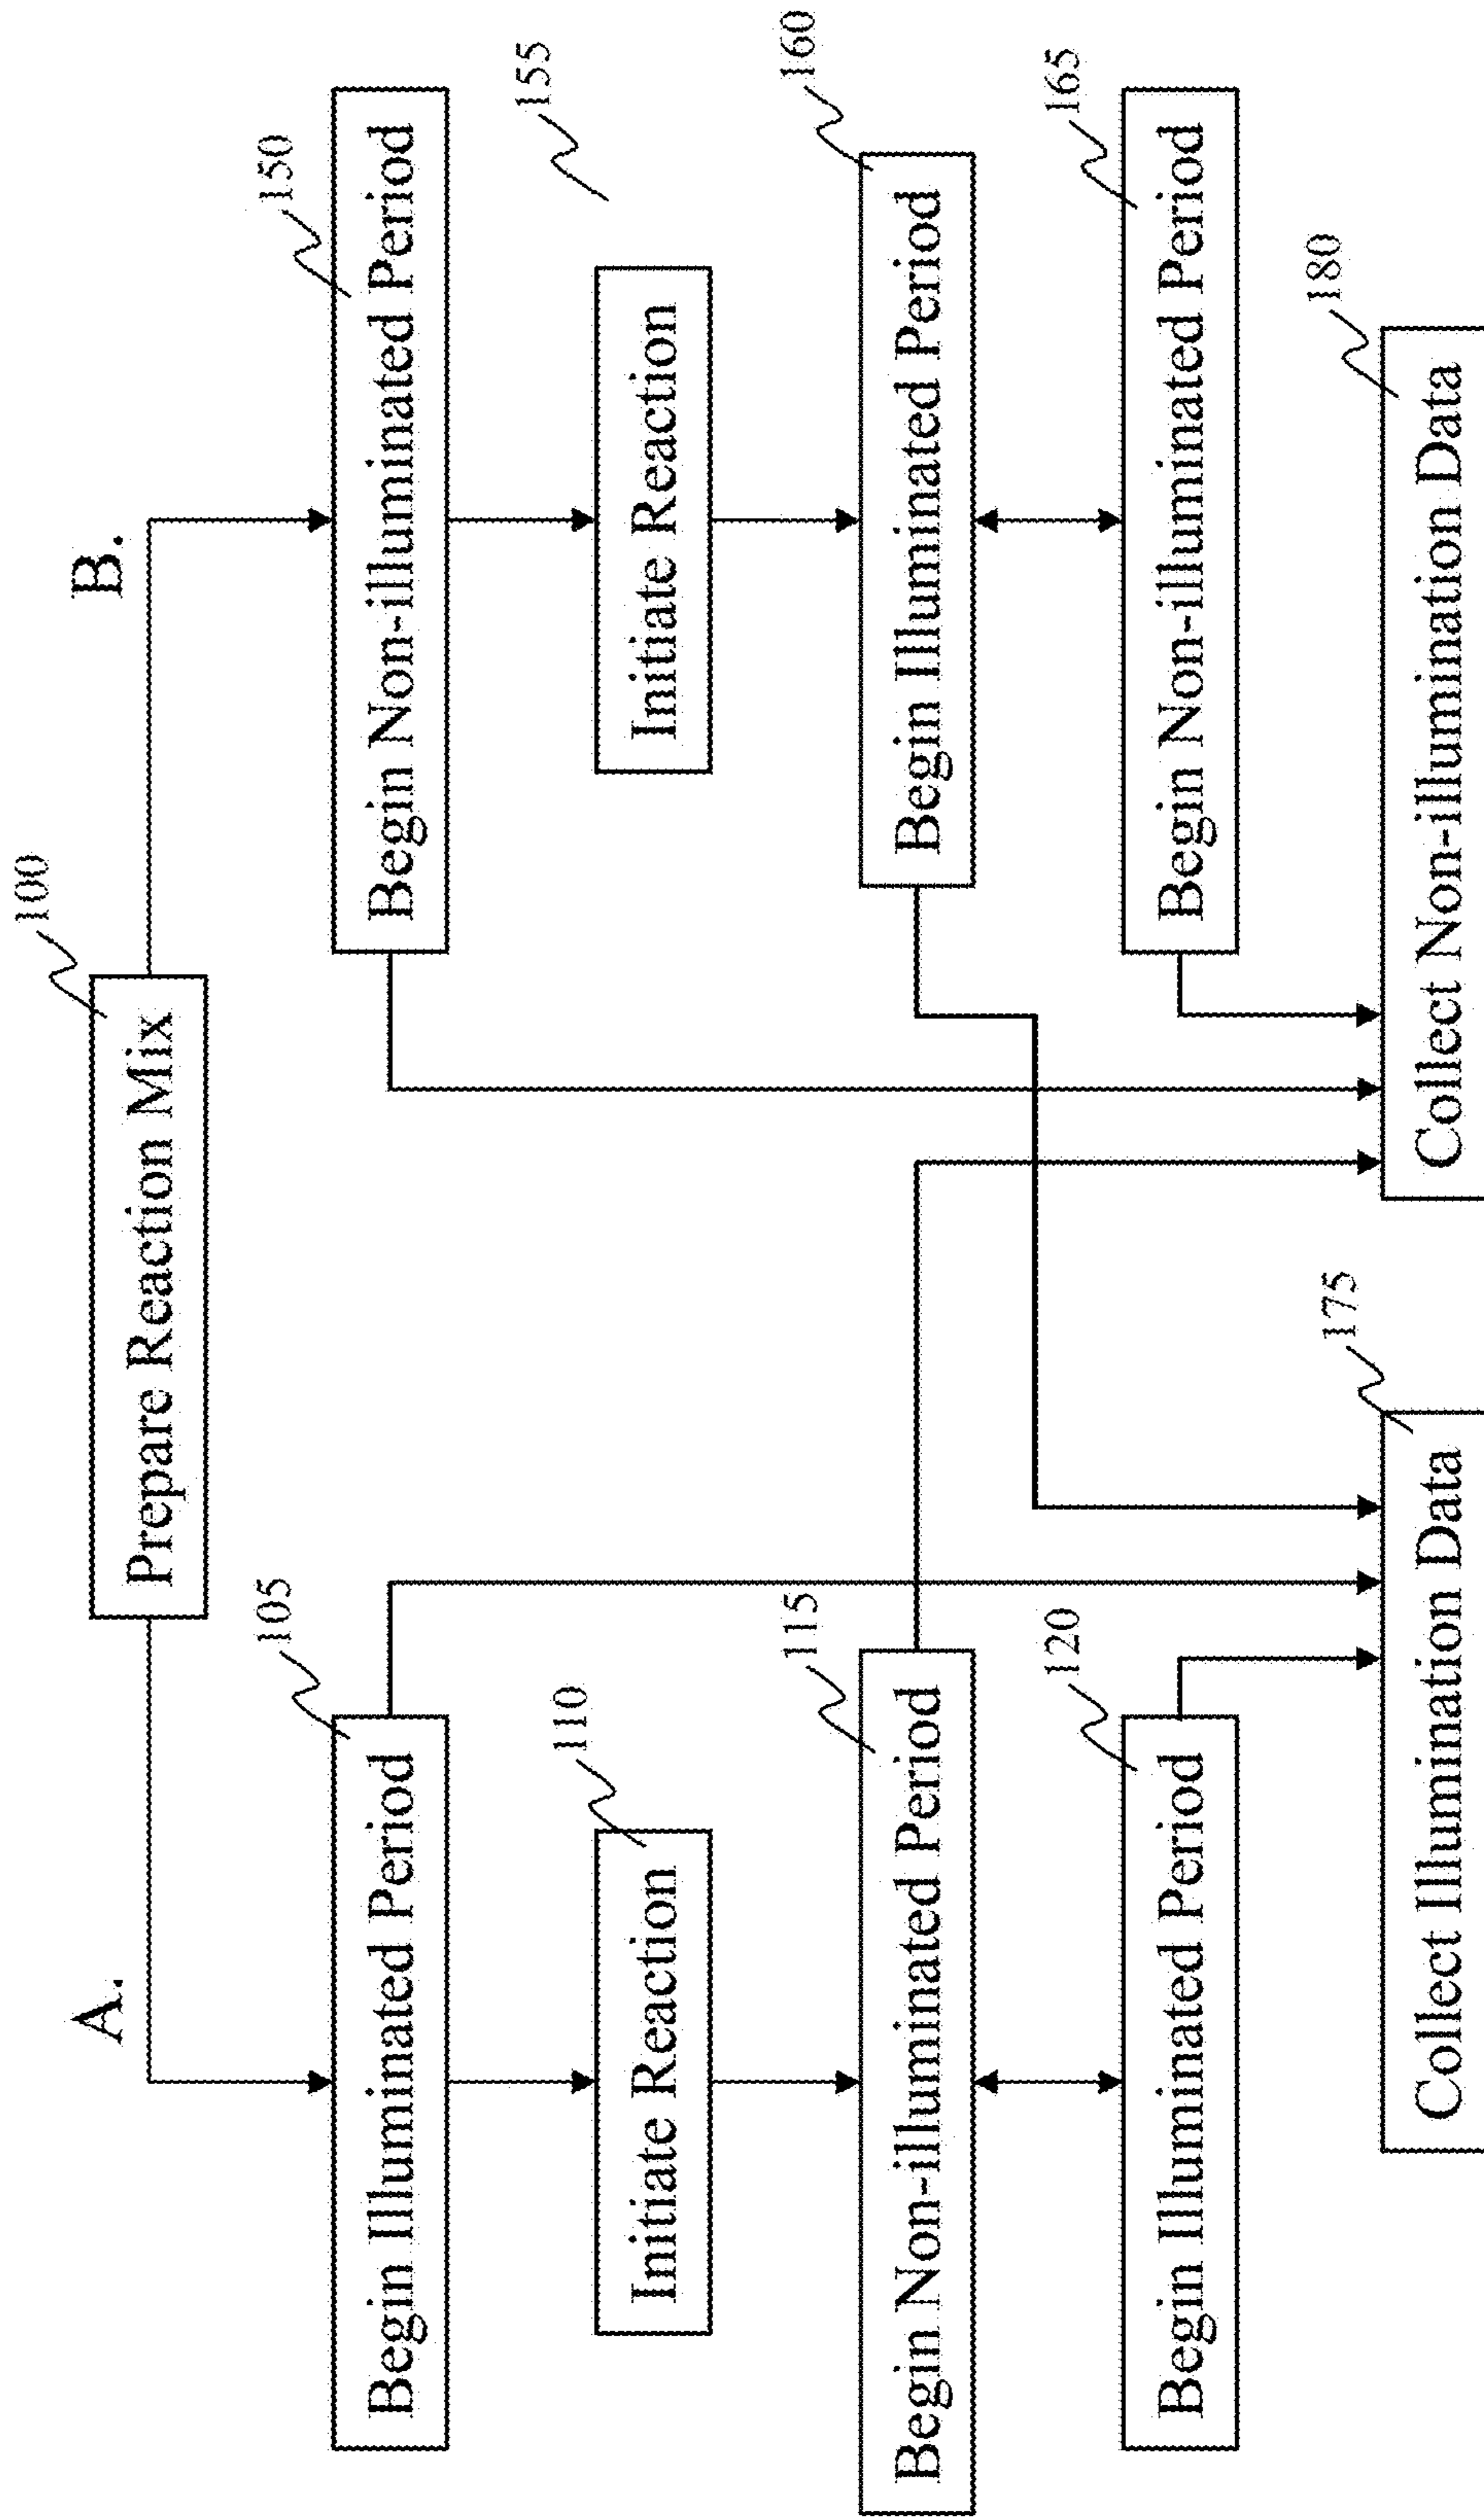 100
Prepare Reaction Mix
A.
B.
105
Begin Illuminated Period
150
Begin Non-illuminated Period
110
Initiate Reaction
155
Initiate Reaction
115
Begin Non-illuminated Period
160
Begin Illuminated Period
120
Begin Illuminated Period
165
Begin Non-illuminated Period
175
Collect Illumination Data
180
Collect Non-illumination Data